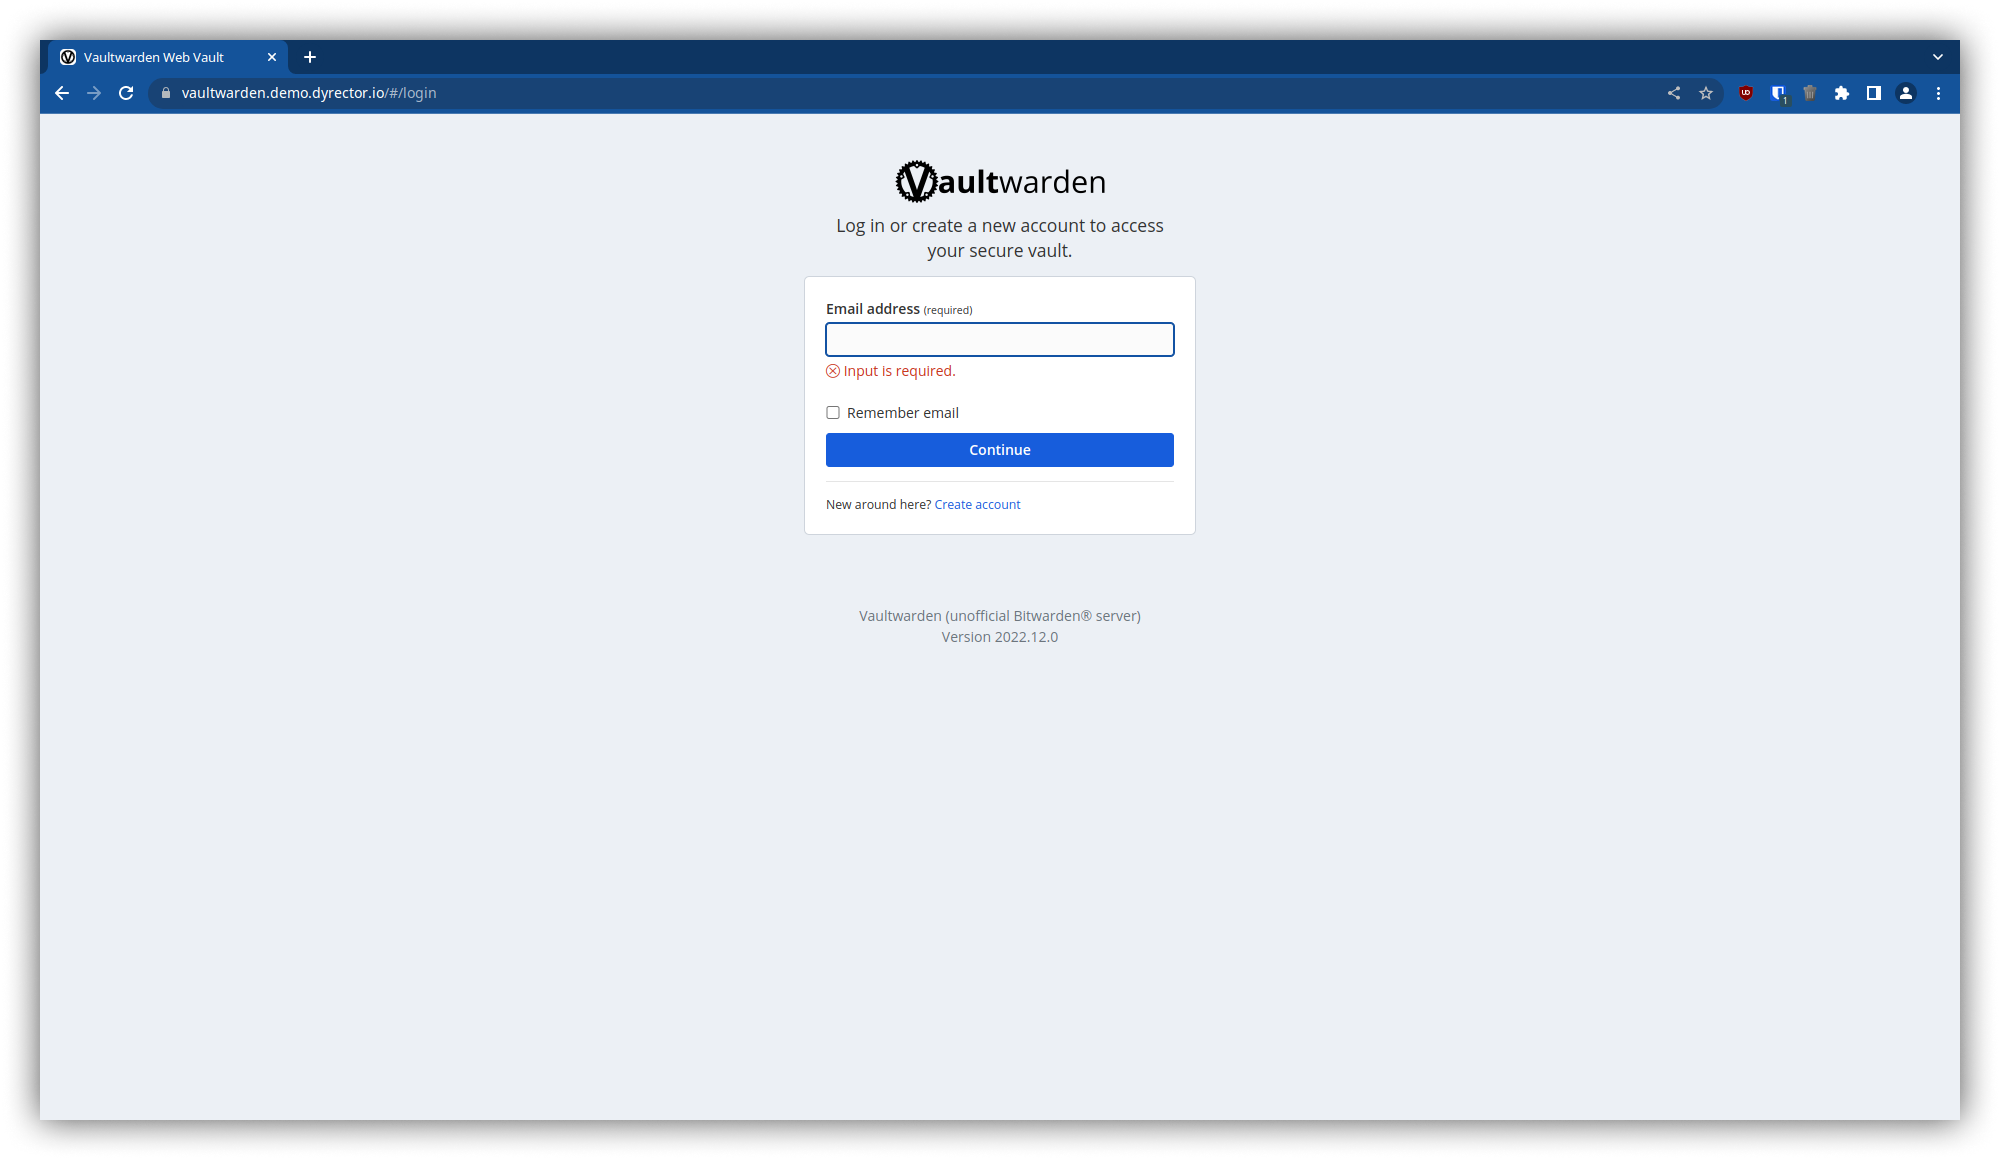 Vaultwarden Web Vault
vaultwarden.demo.dyrector.io/#/login
1
Vaultwarden
Log in or create a new account to access
your secure vault.
Email address (required)
Input is required.
Remember email
Continue
New around here? Create account
Vaultwarden (unofficial Bitwarden® server)
Version 2022.12.0